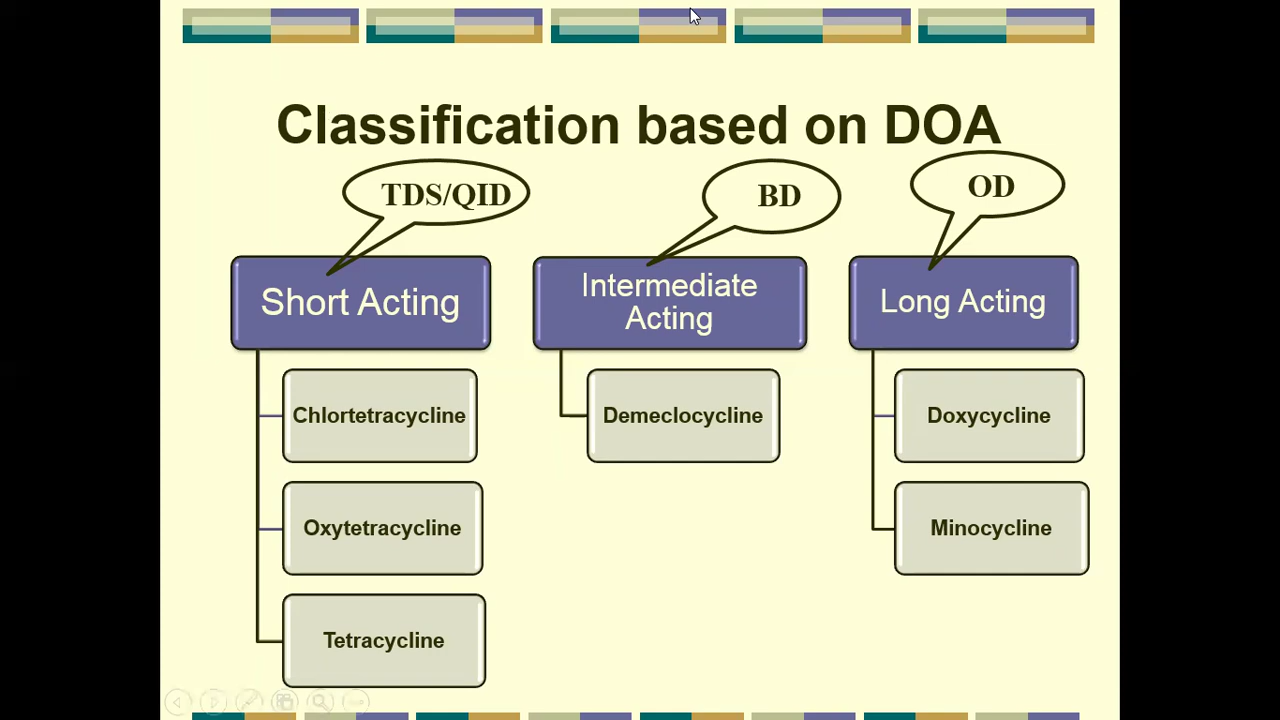 Classification based on DOA
TDS/QID
BD
OD
Short Acting
Intermediate
Acting
Long Acting
Chlortetracycline
Demeclocycline
Doxycycline
Oxytetracycline
Minocycline
Tetracycline